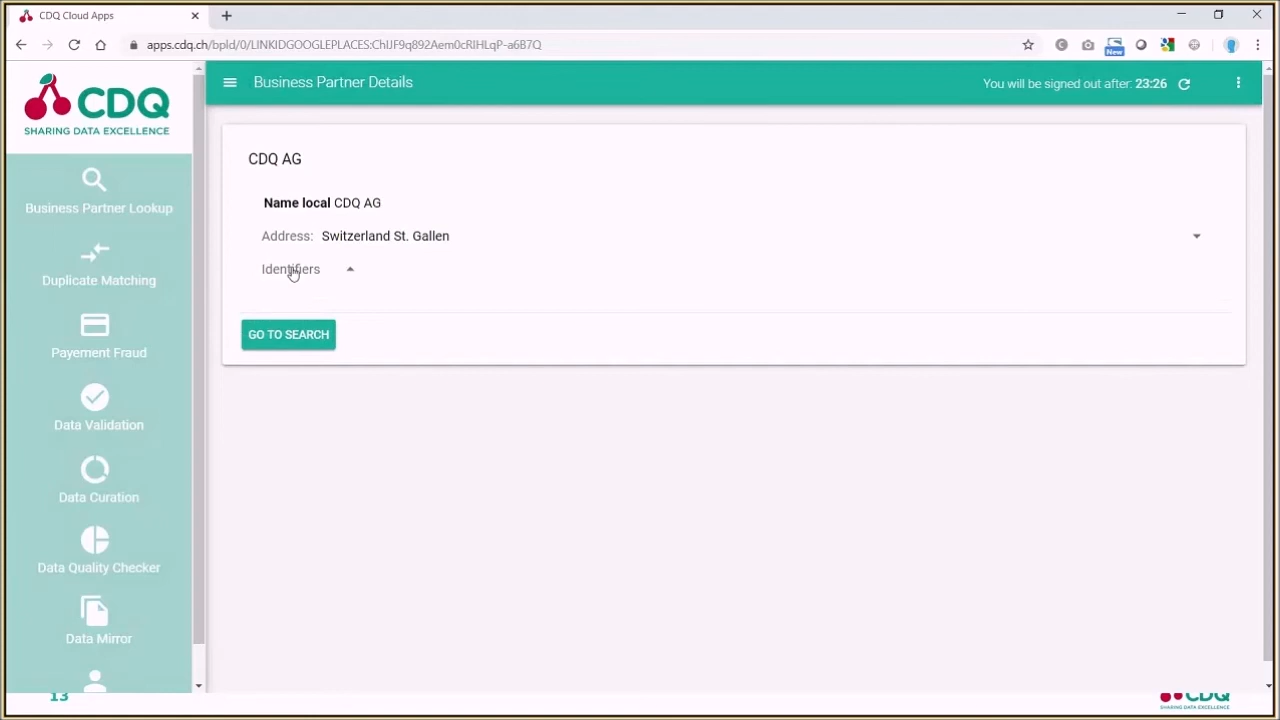 CDQ Cloud Apps
apps.cdq.ch/bpld/0/LINKIDGOOGLEPLACES:ChIJF9q892Aem0cRlHLqP-a6B7Q
New
CDQ
SHARING DATA EXCELLENCE
Business Partner Details
You will be signed out after: 23:26
Business Partner Lookup
Duplicate Matching
Payement Fraud
Data Validation
Data Curation
Data Quality Checker
Data Mirror
CDQ AG
Name local CDQ AG
Address: Switzerland St. Gallen
Identifiers
GO TO SEARCH
13
CDQ
SHARING DATA EXCELLENCE